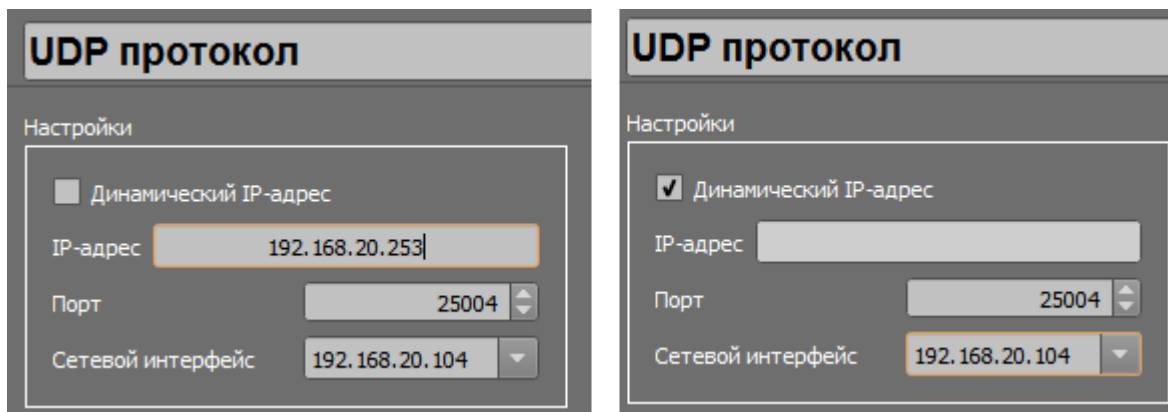 UDP протокол
Настройки
Динамический IP-адрес
IP-адрес 192.168.20.253
Порт 25004
Сетевой интерфейс 192.168.20.104
UDP протокол
Настройки
Динамический IP-адрес
IP-адрес
Порт 25004
Сетевой интерфейс 192.168.20.104